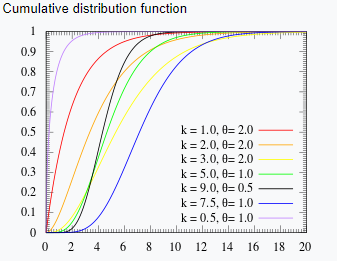 Cumulative distribution function
1
0.9
0.8
0.7
0.6
0.5
0.4
0.3
0.2
0.1
0
k = 1.0, θ= 2.0
k = 2.0, θ= 2.0
k = 3.0, θ= 2.0
k = 5.0, θ= 1.0
k = 9.0, θ= 0.5
k = 7.5, θ= 1.0
k = 0.5, θ= 1.0
0 2 4 6 8 10 12 14 16 18 20